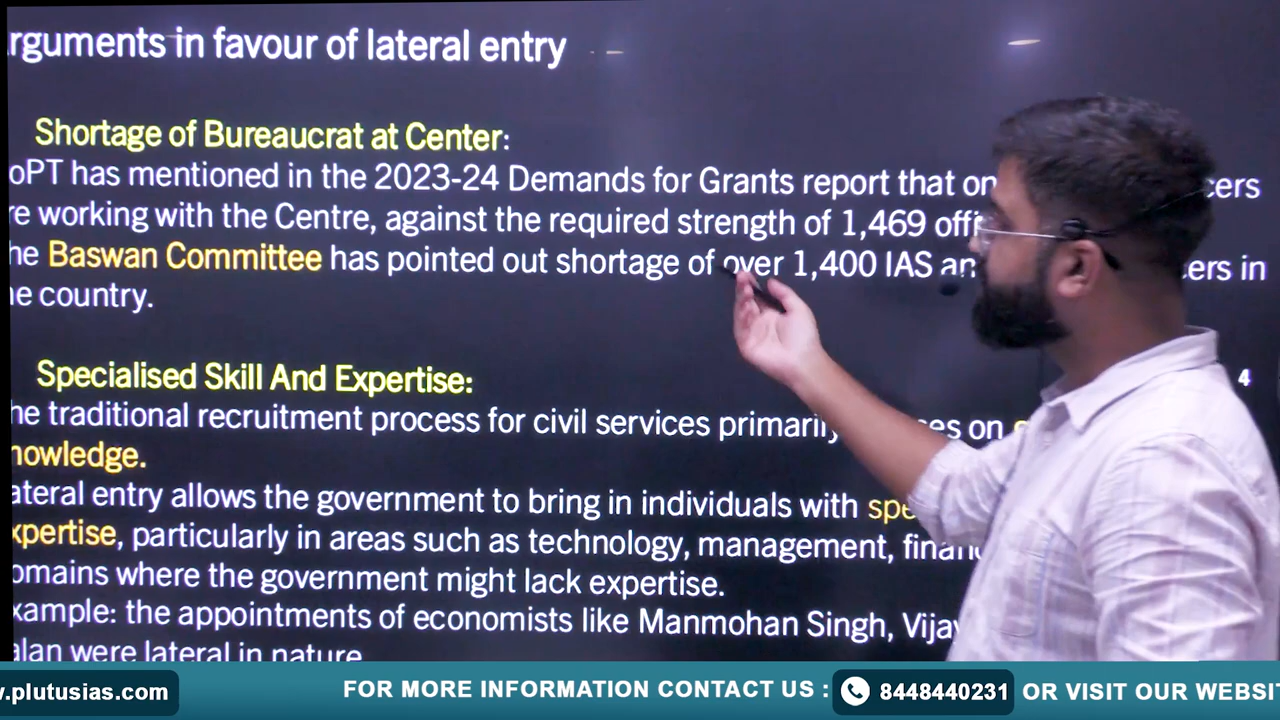 rguments in favour of lateral entry
Shortage of Bureaucrat at Center:
oPT has mentioned in the 2023-24 Demands for Grants report that on cers
re working with the Centre, against the required strength of 1,469 offi
he Baswan Committee has pointed out shortage of over 1,400 IAS an ers in
e country.
Specialised Skill And Expertise:
4
he traditional recruitment process for civil services primarily es on
nowledge.
ateral entry allows the government to bring in individuals with spe
xpertise, particularly in areas such as technology, management, financ
omains where the government might lack expertise.
xample: the appointments of economists like Manmohan Singh, Vijay
alan were lateral in nature
w.plutusias.com
FOR MORE INFORMATION CONTACT US : 8448440231 OR VISIT OUR WEBSIT